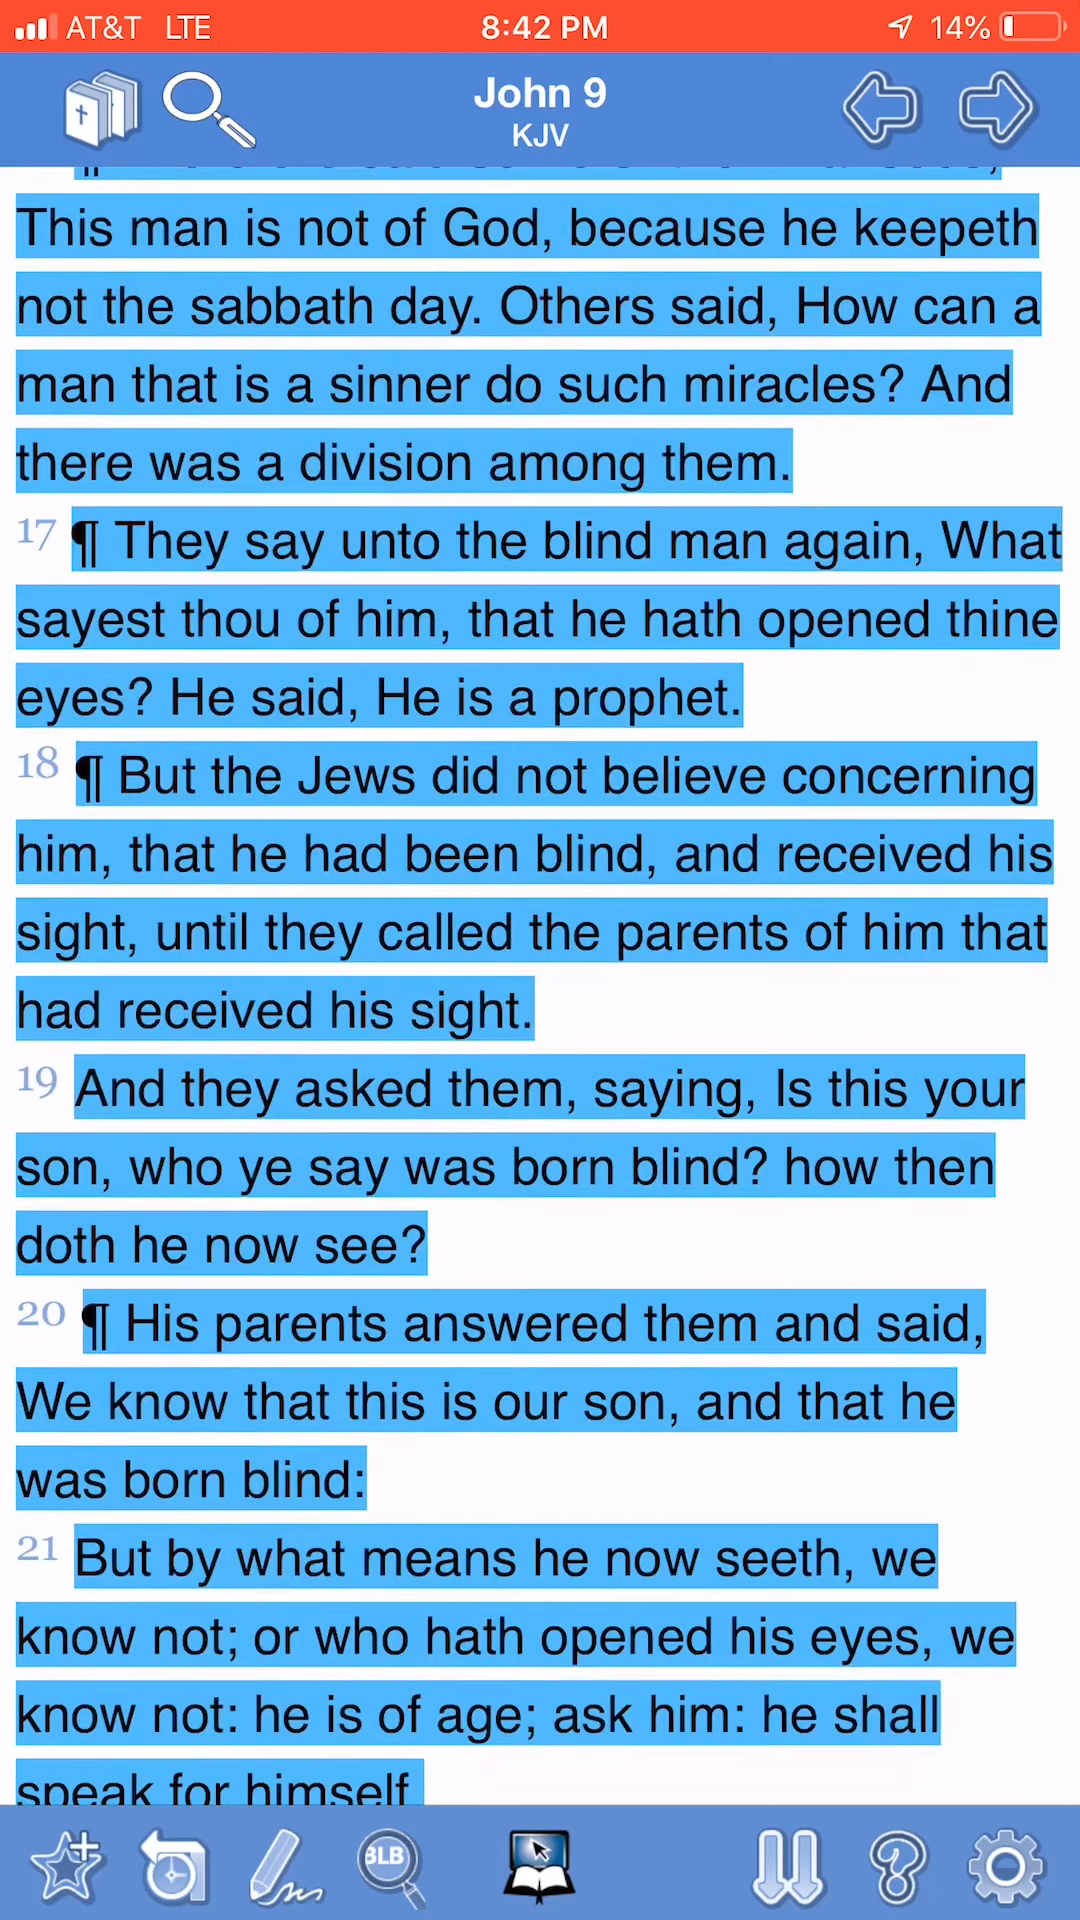 AT&T LTE 8:42 PM 14%
John 9
KJV
This man is not of God, because he keepeth
not the sabbath day. Others said, How can a
man that is a sinner do such miracles? And
there was a division among them.
17 ¶ They say unto the blind man again, What
sayest thou of him, that he hath opened thine
eyes? He said, He is a prophet.
18 ¶ But the Jews did not believe concerning
him, that he had been blind, and received his
sight, until they called the parents of him that
had received his sight.
19 And they asked them, saying, Is this your
son, who ye say was born blind? how then
doth he now see?
20 ¶ His parents answered them and said,
We know that this is our son, and that he
was born blind:
21 But by what means he now seeth, we
know not; or who hath opened his eyes, we
know not: he is of age; ask him: he shall
speak for himself
BLB